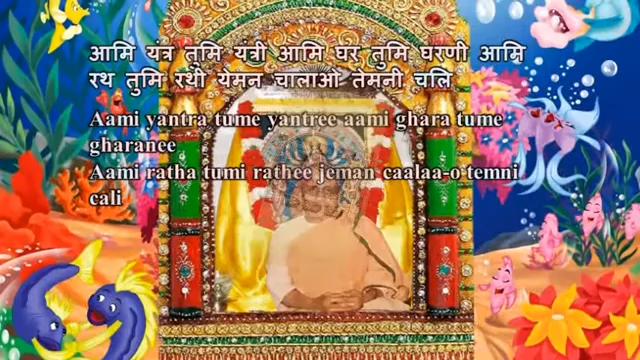 आमि यंत्र तुमि यंत्री आमि घर तुमि घरणी आमि
रथ तुमि रथी येमन चालाओ तेमनी चलि
Aami yantra tume yantree aami ghara tume
gharanee
Aami ratha tumi rathee jeman caalaa-o temni
cali